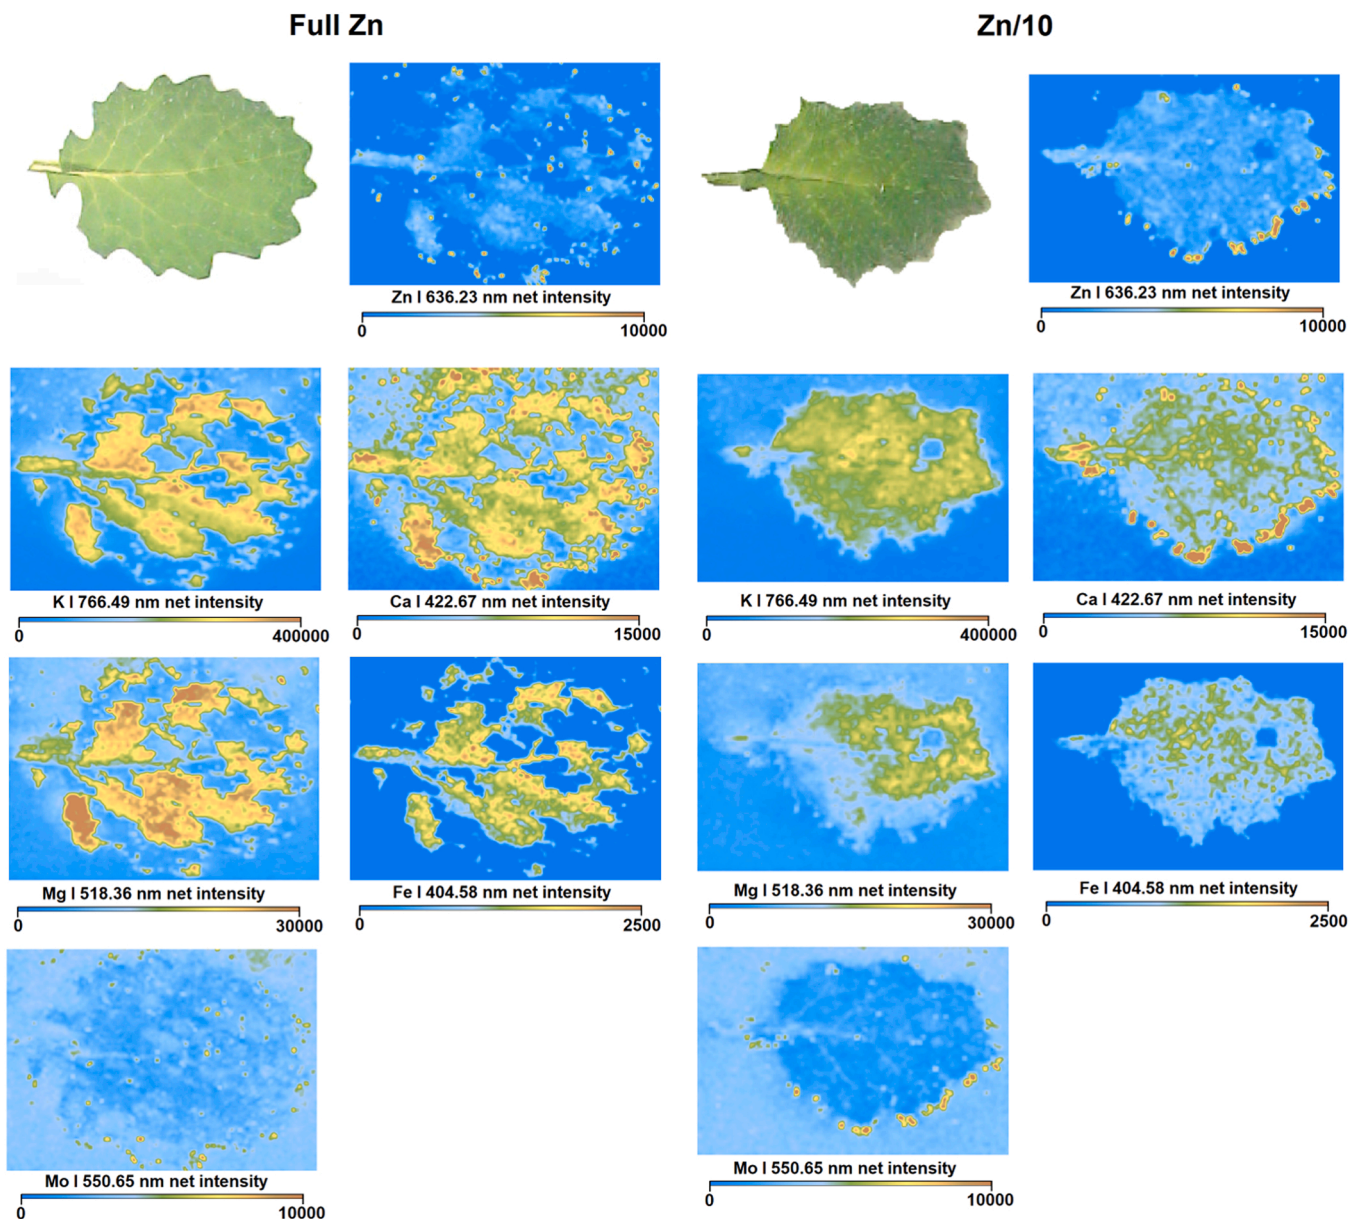 Full Zn
Zn/10
Zn I 636.23 nm net intensity
0 10000
Zn I 636.23 nm net intensity
0 10000
K I 766.49 nm net intensity
0 400000
Ca I 422.67 nm net intensity
0 15000
K I 766.49 nm net intensity
0 400000
Ca I 422.67 nm net intensity
0 15000
Mg I 518.36 nm net intensity
0 30000
Fe I 404.58 nm net intensity
0 2500
Mg I 518.36 nm net intensity
0 30000
Fe I 404.58 nm net intensity
0 2500
Mo I 550.65 nm net intensity
0 10000
Mo I 550.65 nm net intensity
0 10000